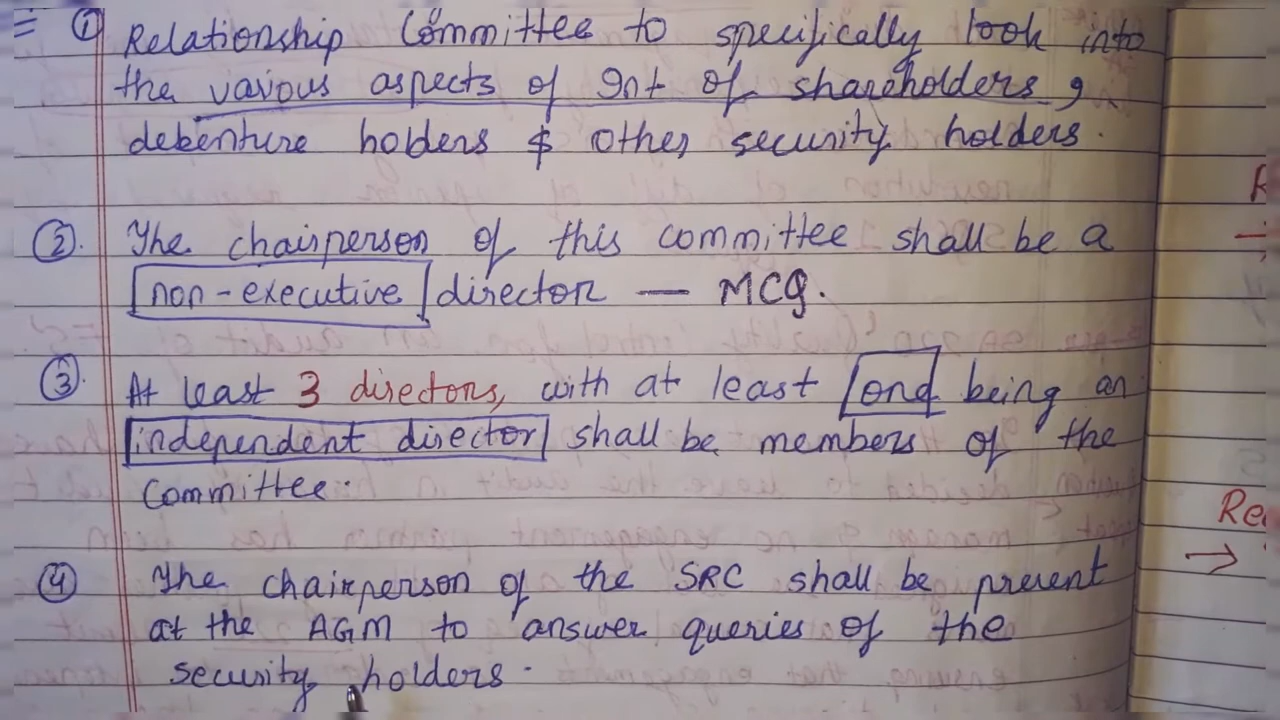 = ① Relationship Committee to specifically look into
the various aspects of Int of shareholders,
debenture holders & other security holders.
②. The chairperson of this committee shall be a
non-executive director — MCQ.
③. At least 3 directors, with at least one being an
independent director shall be members of the
Committee.
④ The chairperson of the SRC shall be present
at the AGM to answer queries of the
security holders.
→